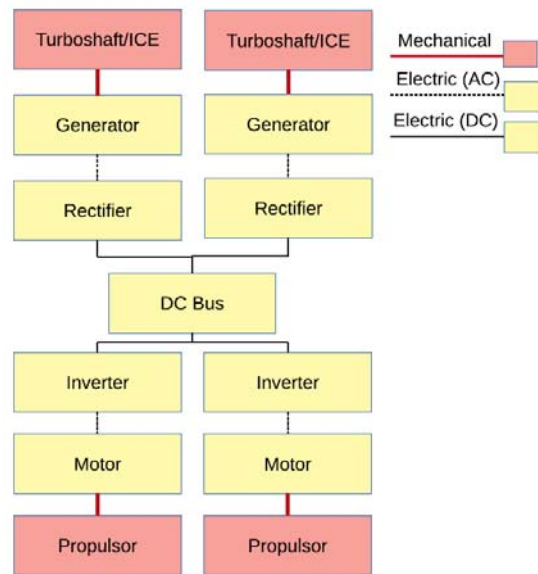 Turboshaft/ICE
Turboshaft/ICE
Mechanical
Electric (AC)
Electric (DC)
Generator
Generator
Rectifier
Rectifier
DC Bus
Inverter
Inverter
Motor
Motor
Propulsor
Propulsor